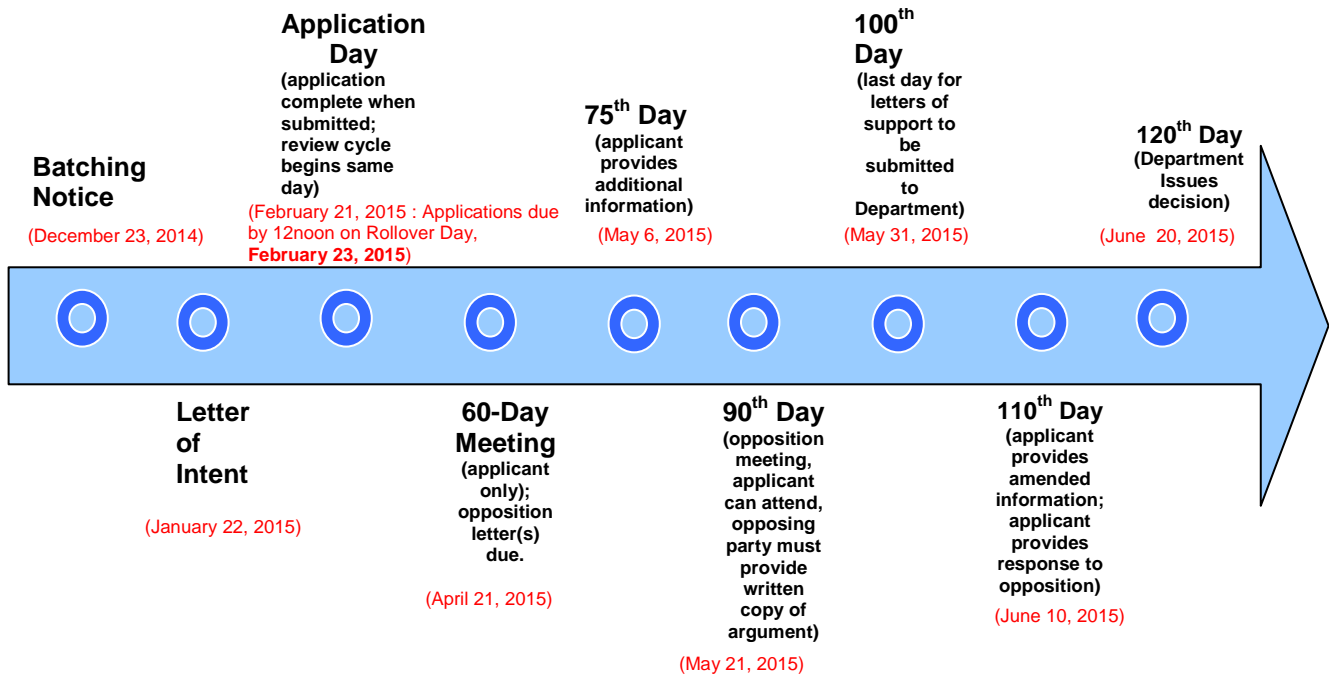 Batching
Notice
(December 23, 2014)
Letter
of
Intent
(January 22, 2015)
Application
Day
(application
complete when
submitted;
review cycle
begins same
day)
(February 21, 2015 : Applications due
by 12noon on Rollover Day,
February 23, 2015)
60-Day
Meeting
(applicant
only);
opposition
letter(s)
due.
(April 21, 2015)
75th Day
(applicant
provides
additional
information)
(May 6, 2015)
90th Day
(opposition
meeting,
applicant
can attend,
opposing
party must
provide
written
copy of
argument)
(May 21, 2015)
100th
Day
(last day for
letters of
support to
be
submitted
to
Department)
(May 31, 2015)
110th Day
(applicant
provides
amended
information;
applicant
provides
response to
opposition)
(June 10, 2015)
120th Day
(Department
Issues
decision)
(June 20, 2015)